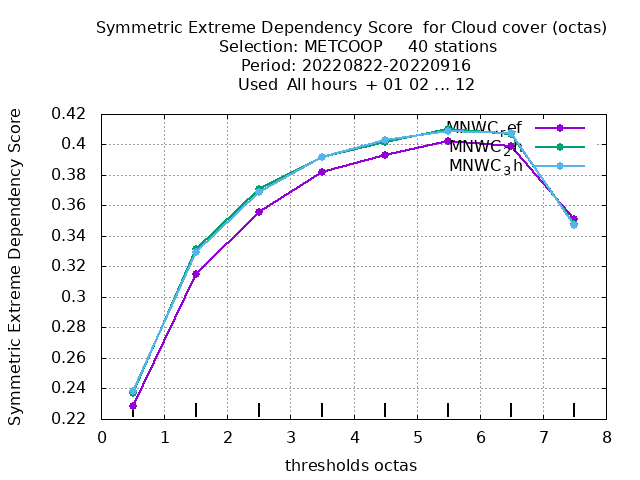 Symmetric Extreme Dependency Score for Cloud cover (octas)
Selection: METCOOP 40 stations
Period: 20220822-20220916
Used All hours + 01 02 ... 12
Symmetric Extreme Dependency Score
0.42
0.4
0.38
0.36
0.34
0.32
0.3
0.28
0.26
0.24
0.22
MNWC_ref
MNWC_2h
MNWC_3h
0 1 2 3 4 5 6 7 8
thresholds octas